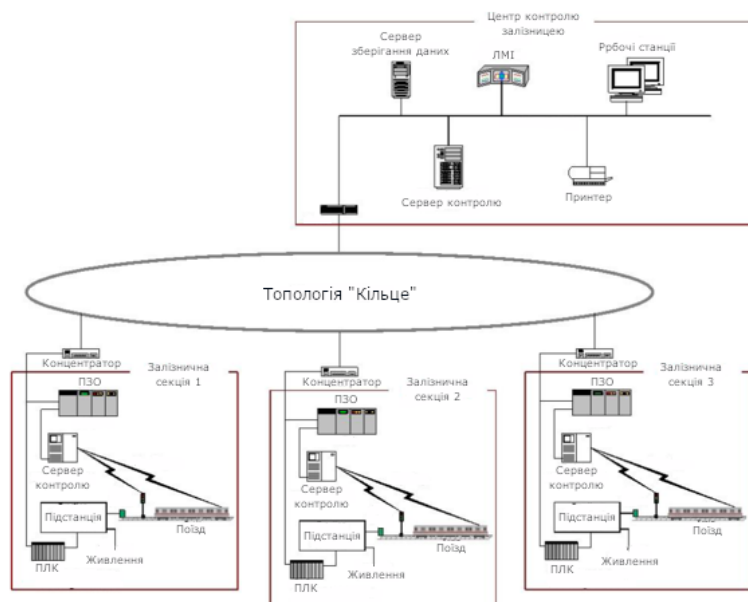 Центр контролю
залізницею
Сервер
зберігання даних
ЛМІ
Ррбочі станції
Сервер контролю
Принтер
Топологія "Кільце"
Концентратор
Залізнична
секція 1
ПЗО
Сервер
контролю
Підстанція
Поїзд
Живлення
ПЛК
Концентратор
Залізнична
секція 2
ПЗО
Сервер
контролю
Підстанція
Поїзд
Живлення
ПЛК
Концентратор
Залізнична
секція 3
ПЗО
Сервер
контролю
Підстанція
Поїзд
Живлення
ПЛК